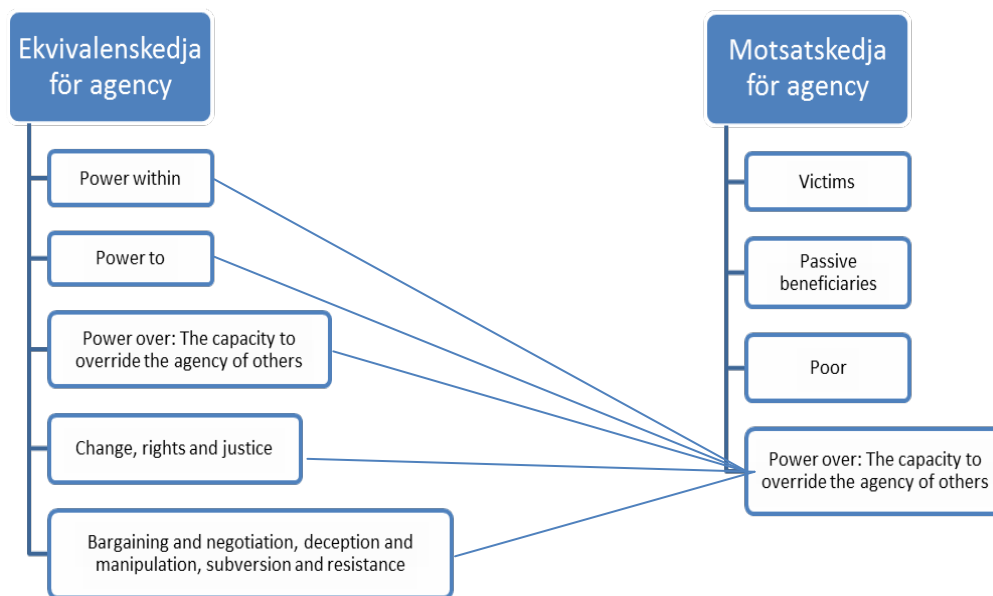 Ekvivalenskedja
för agency
Power within
Power to
Power over: The capacity to
override the agency of others
Change, rights and justice
Bargaining and negotiation, deception and
manipulation, subversion and resistance
Motsatskedja
för agency
Victims
Passive
beneficiaries
Poor
Power over: The capacity to
override the agency of others